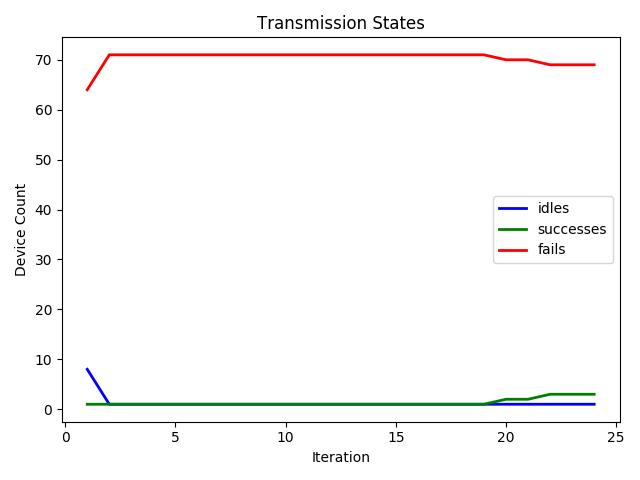 Transmission States
Device Count
70
60
50
40
30
20
10
0
idles
successes
fails
0 5 10 15 20 25
Iteration